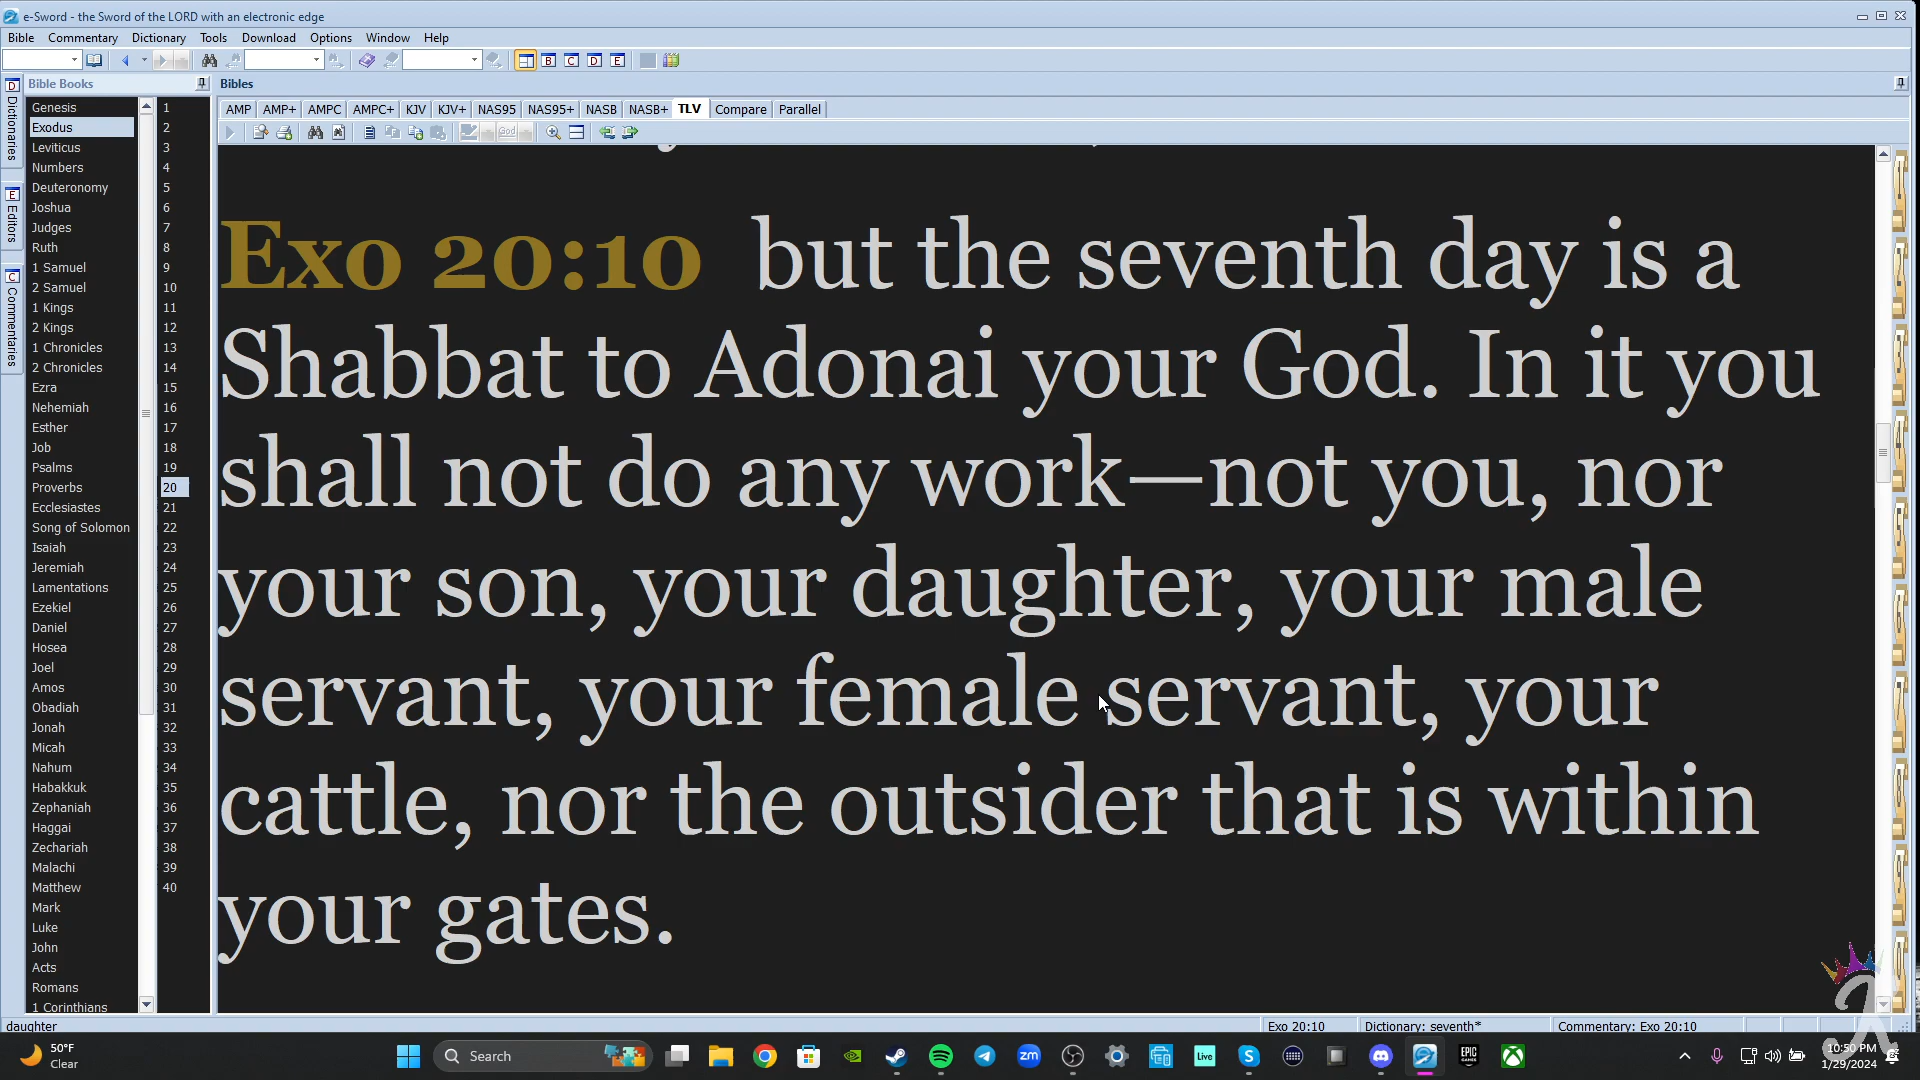 e-Sword - the Sword of the LORD with an electronic edge
Bible Commentary Dictionary Tools Download Options Window Help
B C D E
Bible Books
Bibles
AMP AMP+ AMPC AMPC+ KJV KJV+ NAS95 NAS95+ NASB NASB+ TLV Compare Parallel
D Dictionaries
E Editors
C Commentaries
Genesis 1
Exodus 2
Leviticus 3
Numbers 4
Deuteronomy 5
Joshua 6
Judges 7
Ruth 8
1 Samuel 9
2 Samuel 10
1 Kings 11
2 Kings 12
1 Chronicles 13
2 Chronicles 14
Ezra 15
Nehemiah 16
Esther 17
Job 18
Psalms 19
Proverbs 20
Ecclesiastes 21
Song of Solomon 22
Isaiah 23
Jeremiah 24
Lamentations 25
Ezekiel 26
Daniel 27
Hosea 28
Joel 29
Amos 30
Obadiah 31
Jonah 32
Micah 33
Nahum 34
Habakkuk 35
Zephaniah 36
Haggai 37
Zechariah 38
Malachi 39
Matthew 40
Mark
Luke
John
Acts
Romans
1 Corinthians
Exo 20:10 but the seventh day is a
Shabbat to Adonai your God. In it you
shall not do any work—not you, nor
your son, your daughter, your male
servant, your female servant, your
cattle, nor the outsider that is within
your gates.
daughter
Exo 20:10
Dictionary: seventh*
Commentary: Exo 20:10
50°F
Clear
Search
zm
Live
EPIC GAMES
10:50 PM
1/29/2024